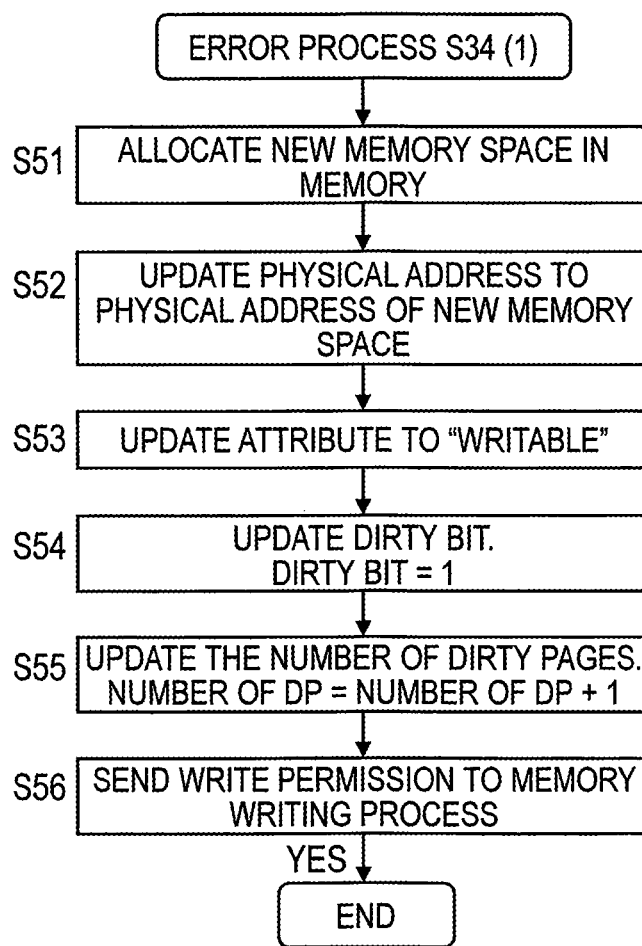 ERROR PROCESS S34 (1)
S51
ALLOCATE NEW MEMORY SPACE IN
MEMORY
S52
UPDATE PHYSICAL ADDRESS TO
PHYSICAL ADDRESS OF NEW MEMORY
SPACE
S53
UPDATE ATTRIBUTE TO “WRITABLE”
S54
UPDATE DIRTY BIT.
DIRTY BIT = 1
S55
UPDATE THE NUMBER OF DIRTY PAGES.
NUMBER OF DP = NUMBER OF DP + 1
S56
SEND WRITE PERMISSION TO MEMORY
WRITING PROCESS
YES
END